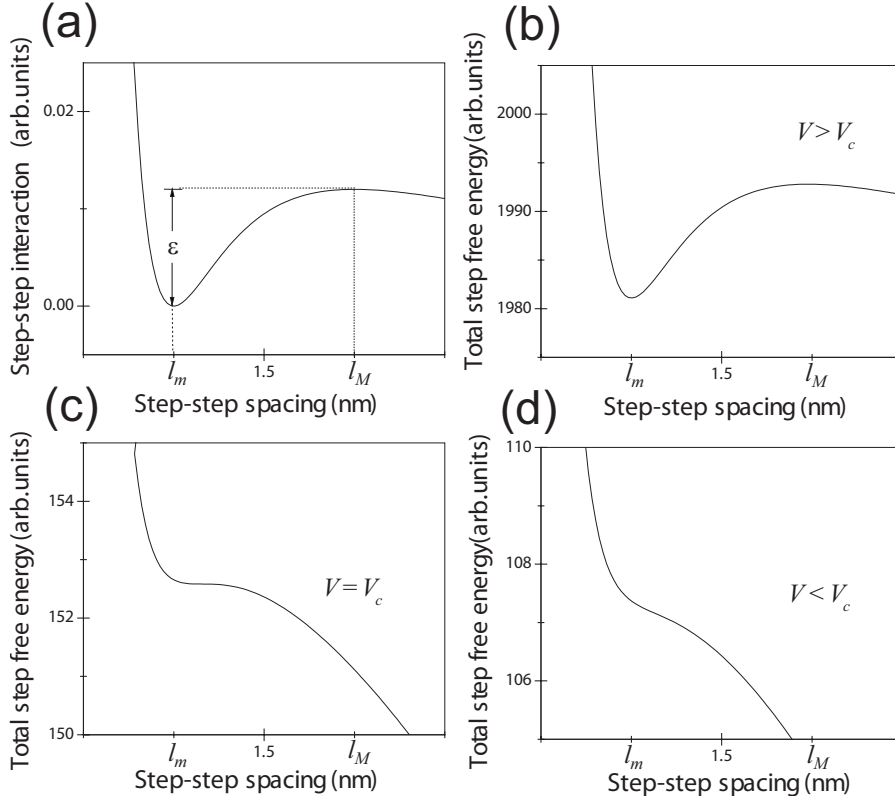 (a)
Step-step interaction (arb.units)
0.02
0.00
ε
l_m
1.5
l_M
Step-step spacing (nm)
(b)
Total step free energy(arb.units)
2000
1990
1980
V > V_c
l_m
1.5
l_M
Step-step spacing (nm)
(c)
Total step free energy (arb.units)
154
152
150
V = V_c
l_m
1.5
l_M
Step-step spacing (nm)
(d)
Total step free energy(arb.units)
110
108
106
V < V_c
l_m
1.5
l_M
Step-step spacing (nm)